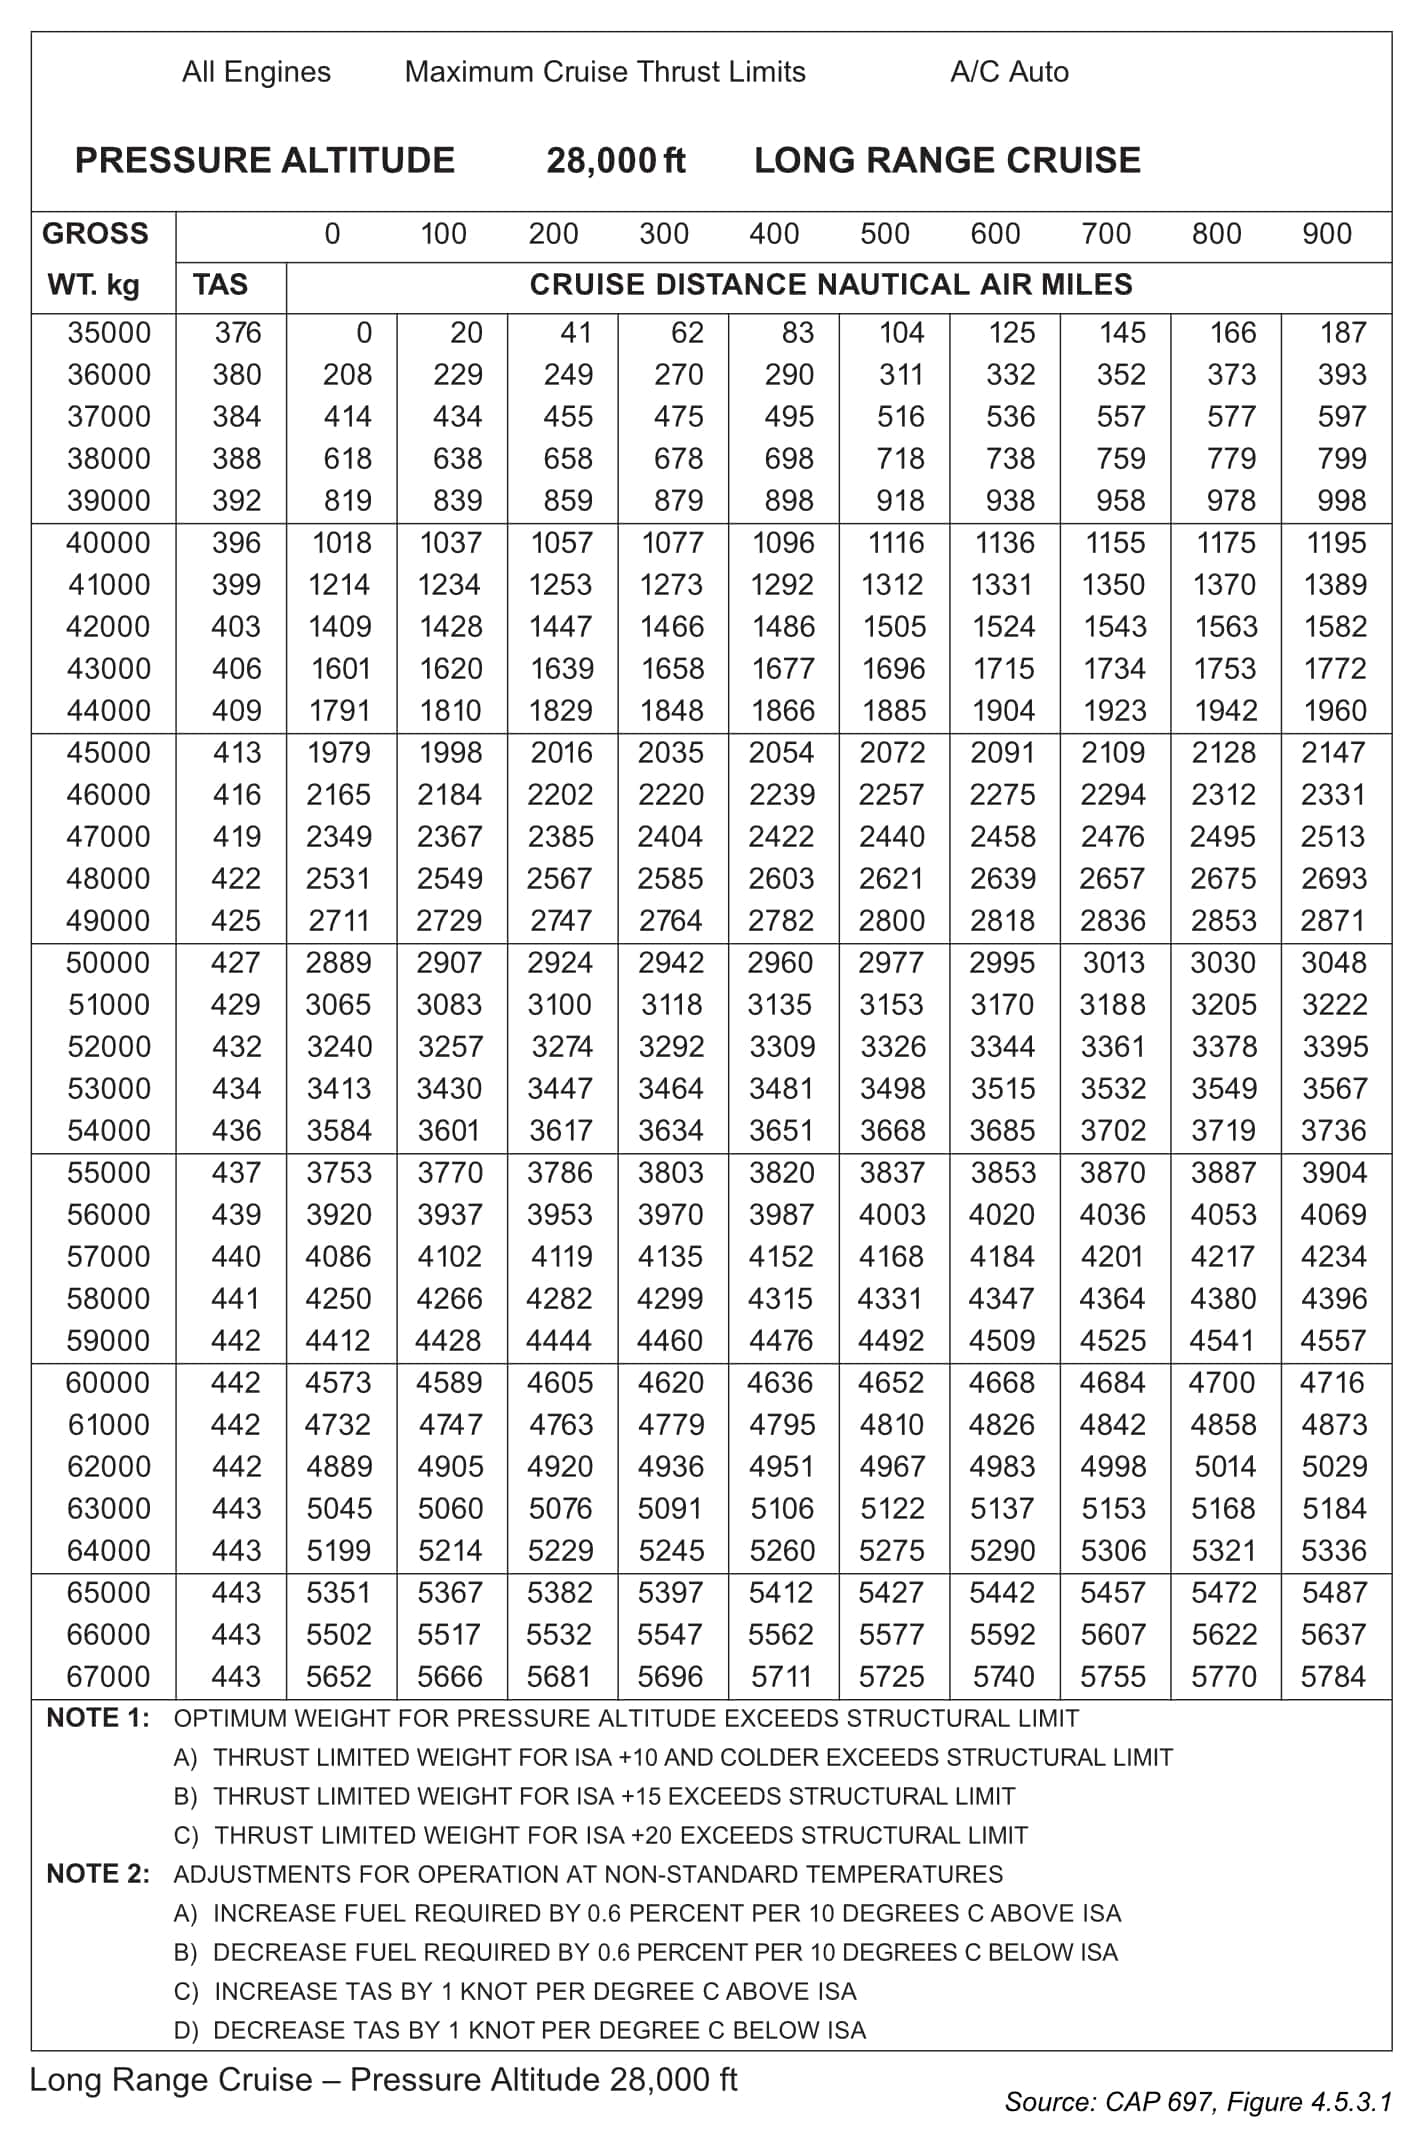 All Engines Maximum Cruise Thrust Limits A/C Auto
PRESSURE ALTITUDE 28,000 ft LONG RANGE CRUISE
GROSS 0 100 200 300 400 500 600 700 800 900
WT. kg TAS CRUISE DISTANCE NAUTICAL AIR MILES
35000 376 0 20 41 62 83 104 125 145 166 187
36000 380 208 229 249 270 290 311 332 352 373 393
37000 384 414 434 455 475 495 516 536 557 577 597
38000 388 618 638 658 678 698 718 738 759 779 799
39000 392 819 839 859 879 898 918 938 958 978 998
40000 396 1018 1037 1057 1077 1096 1116 1136 1155 1175 1195
41000 399 1214 1234 1253 1273 1292 1312 1331 1350 1370 1389
42000 403 1409 1428 1447 1466 1486 1505 1524 1543 1563 1582
43000 406 1601 1620 1639 1658 1677 1696 1715 1734 1753 1772
44000 409 1791 1810 1829 1848 1866 1885 1904 1923 1942 1960
45000 413 1979 1998 2016 2035 2054 2072 2091 2109 2128 2147
46000 416 2165 2184 2202 2220 2239 2257 2275 2294 2312 2331
47000 419 2349 2367 2385 2404 2422 2440 2458 2476 2495 2513
48000 422 2531 2549 2567 2585 2603 2621 2639 2657 2675 2693
49000 425 2711 2729 2747 2764 2782 2800 2818 2836 2853 2871
50000 427 2889 2907 2924 2942 2960 2977 2995 3013 3030 3048
51000 429 3065 3083 3100 3118 3135 3153 3170 3188 3205 3222
52000 432 3240 3257 3274 3292 3309 3326 3344 3361 3378 3395
53000 434 3413 3430 3447 3464 3481 3498 3515 3532 3549 3567
54000 436 3584 3601 3617 3634 3651 3668 3685 3702 3719 3736
55000 437 3753 3770 3786 3803 3820 3837 3853 3870 3887 3904
56000 439 3920 3937 3953 3970 3987 4003 4020 4036 4053 4069
57000 440 4086 4102 4119 4135 4152 4168 4184 4201 4217 4234
58000 441 4250 4266 4282 4299 4315 4331 4347 4364 4380 4396
59000 442 4412 4428 4444 4460 4476 4492 4509 4525 4541 4557
60000 442 4573 4589 4605 4620 4636 4652 4668 4684 4700 4716
61000 442 4732 4747 4763 4779 4795 4810 4826 4842 4858 4873
62000 442 4889 4905 4920 4936 4951 4967 4983 4998 5014 5029
63000 443 5045 5060 5076 5091 5106 5122 5137 5153 5168 5184
64000 443 5199 5214 5229 5245 5260 5275 5290 5306 5321 5336
65000 443 5351 5367 5382 5397 5412 5427 5442 5457 5472 5487
66000 443 5502 5517 5532 5547 5562 5577 5592 5607 5622 5637
67000 443 5652 5666 5681 5696 5711 5725 5740 5755 5770 5784
NOTE 1: OPTIMUM WEIGHT FOR PRESSURE ALTITUDE EXCEEDS STRUCTURAL LIMIT
A) THRUST LIMITED WEIGHT FOR ISA +10 AND COLDER EXCEEDS STRUCTURAL LIMIT
B) THRUST LIMITED WEIGHT FOR ISA +15 EXCEEDS STRUCTURAL LIMIT
C) THRUST LIMITED WEIGHT FOR ISA +20 EXCEEDS STRUCTURAL LIMIT
NOTE 2: ADJUSTMENTS FOR OPERATION AT NON-STANDARD TEMPERATURES
A) INCREASE FUEL REQUIRED BY 0.6 PERCENT PER 10 DEGREES C ABOVE ISA
B) DECREASE FUEL REQUIRED BY 0.6 PERCENT PER 10 DEGREES C BELOW ISA
C) INCREASE TAS BY 1 KNOT PER DEGREE C ABOVE ISA
D) DECREASE TAS BY 1 KNOT PER DEGREE C BELOW ISA
Long Range Cruise – Pressure Altitude 28,000 ft
Source: CAP 697, Figure 4.5.3.1